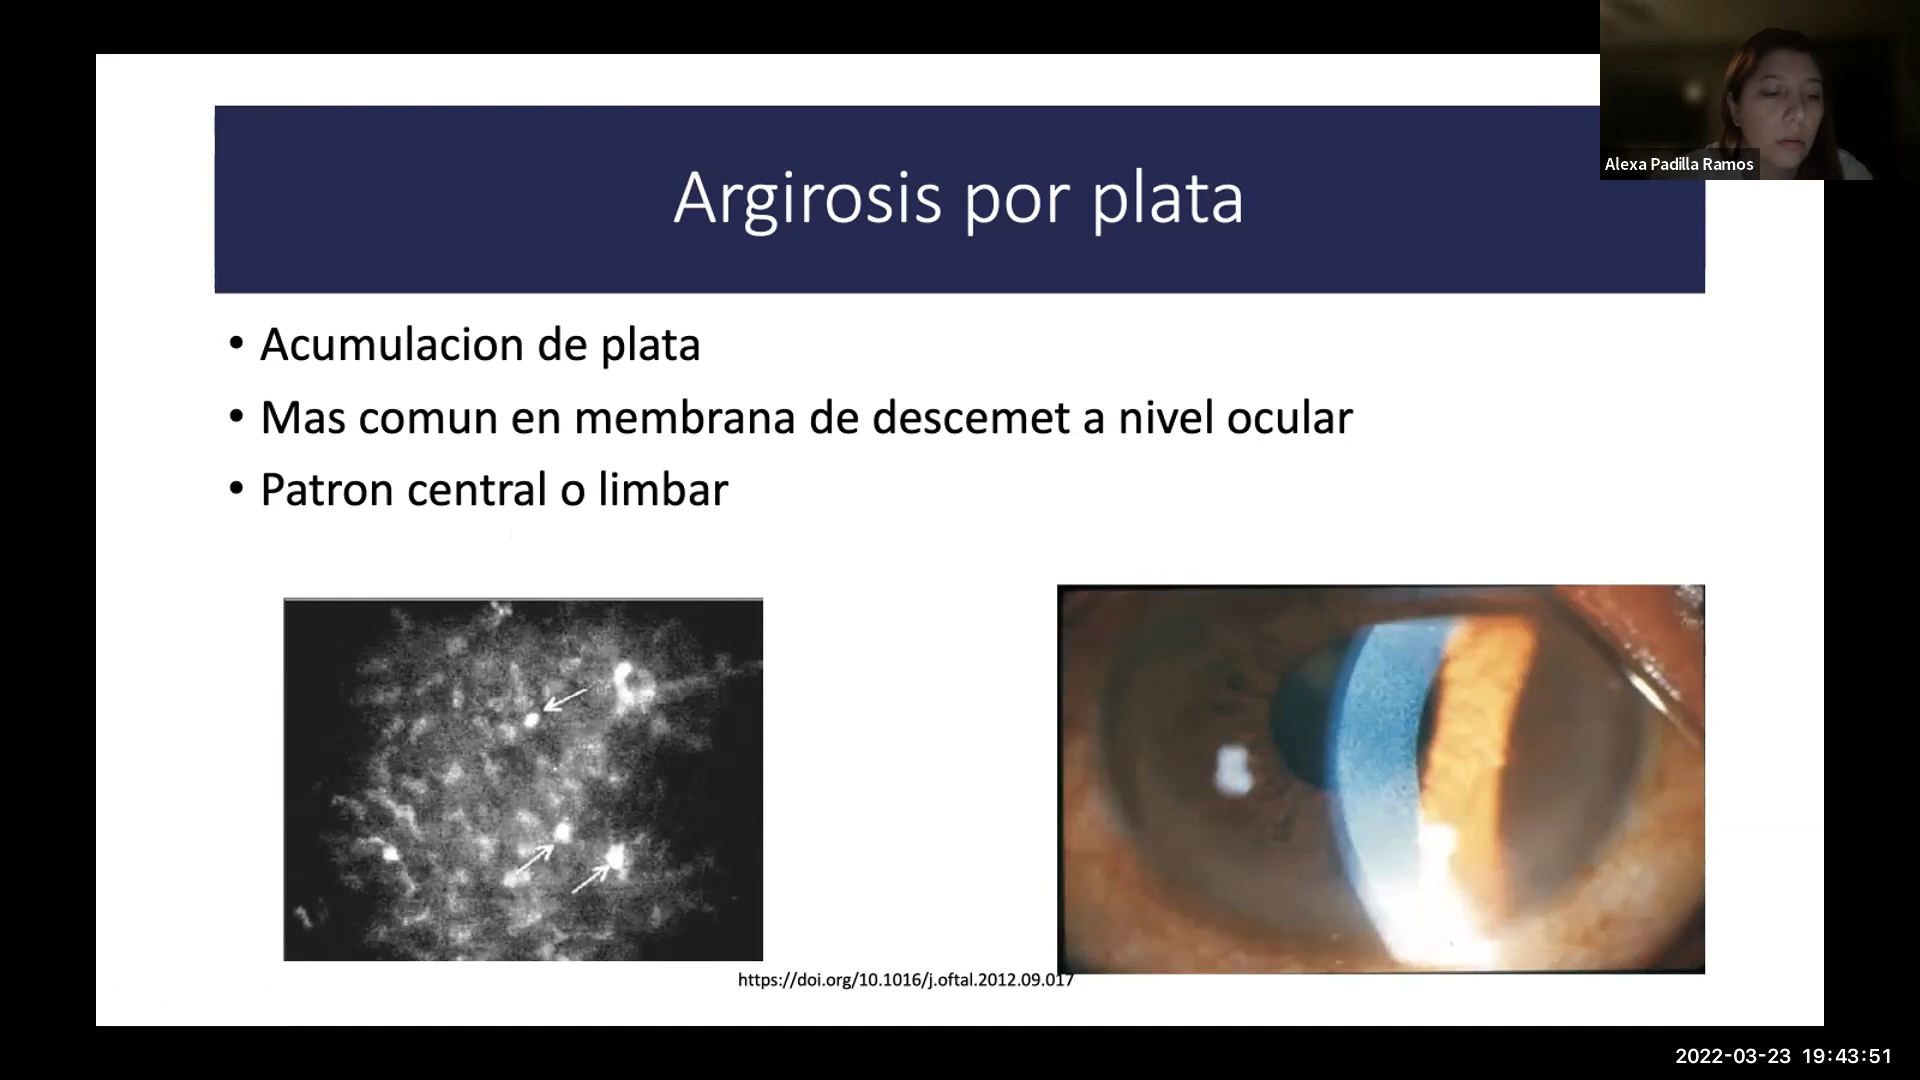 Alexa Padilla Ramos
Argirosis por plata
• Acumulacion de plata
• Mas comun en membrana de descemet a nivel ocular
• Patron central o limbar
https://doi.org/10.1016/j.oftal.2012.09.017
2022-03-23 19:43:51